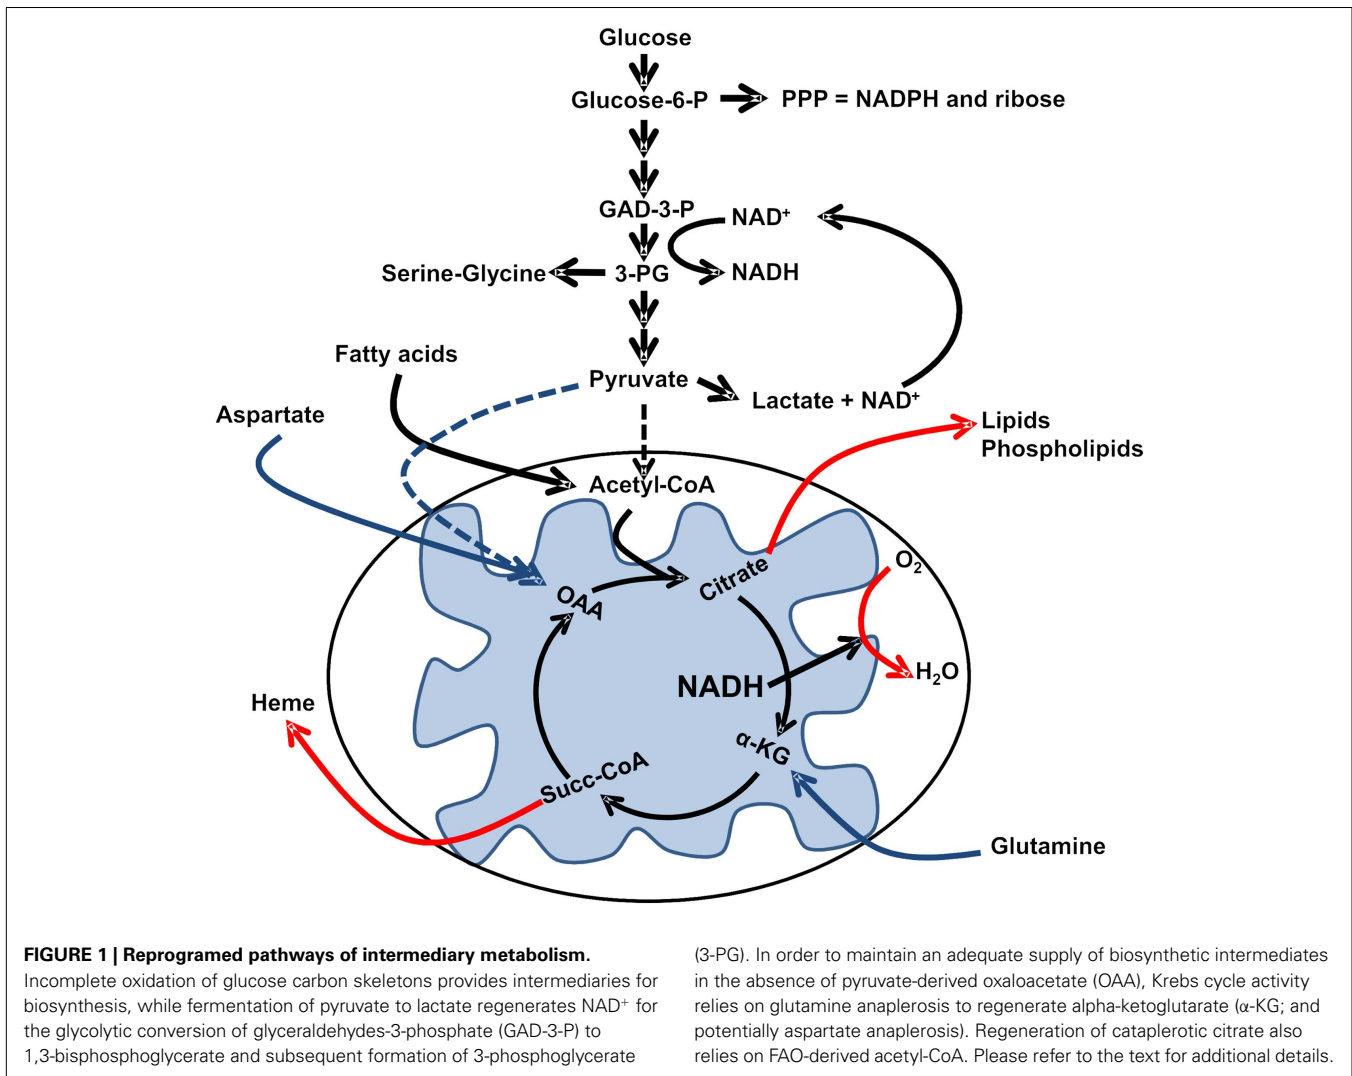 Glucose
Glucose-6-P
PPP = NADPH and ribose
GAD-3-P
NAD⁺
Serine-Glycine
3-PG
NADH
Fatty acids
Pyruvate
Lactate + NAD⁺
Aspartate
Lipids
Phospholipids
Acetyl-CoA
O₂
Citrate
OAA
NADH
H₂O
Heme
α-KG
Succ-CoA
Glutamine
FIGURE 1 | Reprogramed pathways of intermediary metabolism.
Incomplete oxidation of glucose carbon skeletons provides intermediaries for
biosynthesis, while fermentation of pyruvate to lactate regenerates NAD⁺ for
the glycolytic conversion of glyceraldehydes-3-phosphate (GAD-3-P) to
1,3-bisphosphoglycerate and subsequent formation of 3-phosphoglycerate
(3-PG). In order to maintain an adequate supply of biosynthetic intermediates
in the absence of pyruvate-derived oxaloacetate (OAA), Krebs cycle activity
relies on glutamine anaplerosis to regenerate alpha-ketoglutarate (α-KG; and
potentially aspartate anaplerosis). Regeneration of cataplerotic citrate also
relies on FAO-derived acetyl-CoA. Please refer to the text for additional details.